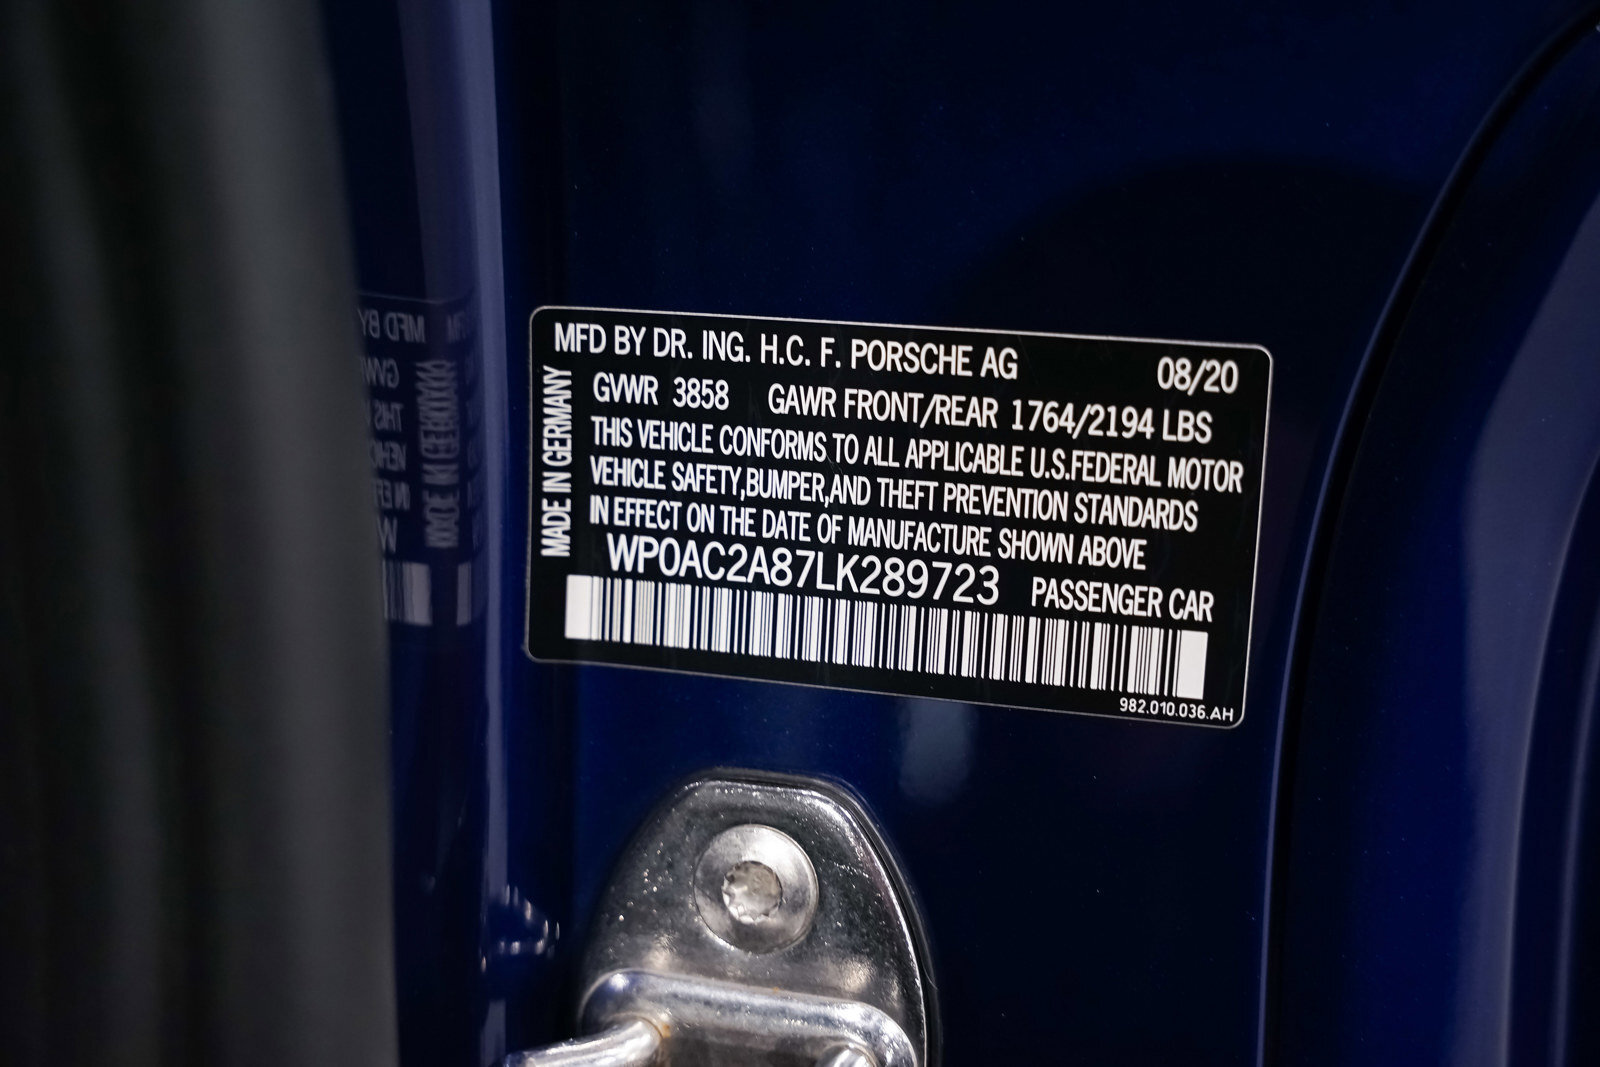 MFD BY DR. ING. H.C. F. PORSCHE AG 08/20
GVWR 3858 GAWR FRONT/REAR 1764/2194 LBS
THIS VEHICLE CONFORMS TO ALL APPLICABLE U.S.FEDERAL MOTOR
VEHICLE SAFETY,BUMPER,AND THEFT PREVENTION STANDARDS
IN EFFECT ON THE DATE OF MANUFACTURE SHOWN ABOVE
WP0AC2A87LK289723 PASSENGER CAR
MADE IN GERMANY
982.010.036.AH